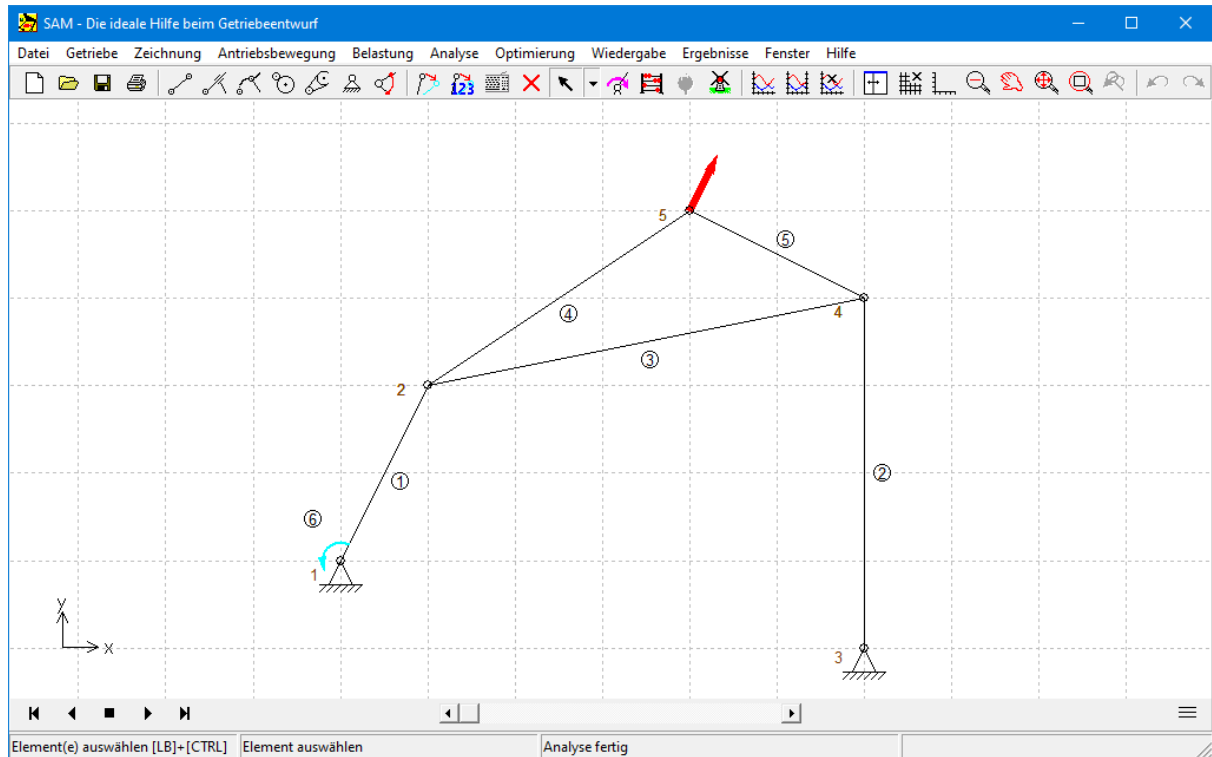 SAM - Die ideale Hilfe beim Getriebeentwurf
Datei Getriebe Zeichnung Antriebsbewegung Belastung Analyse Optimierung Wiedergabe Ergebnisse Fenster Hilfe
123
5
⑤
4
④
③
2
①
②
⑥
1
y
x
3
Element(e) auswählen [LB]+[CTRL] Element auswählen Analyse fertig